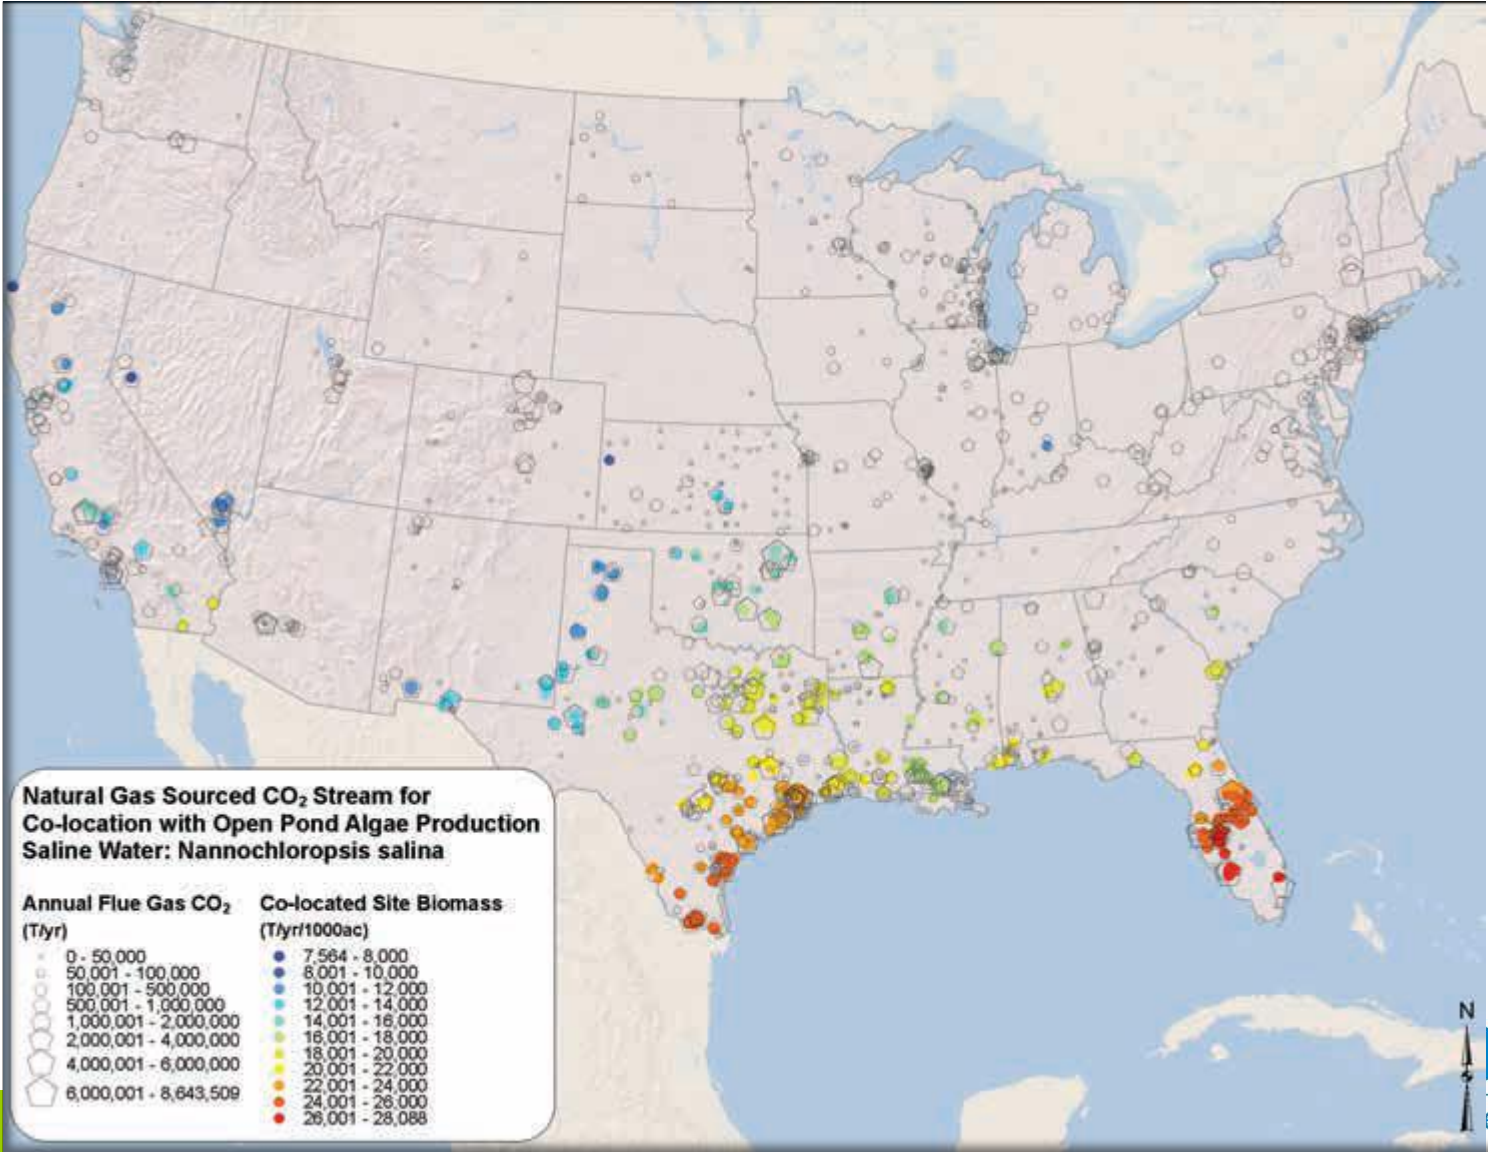 Natural Gas Sourced CO₂ Stream for
Co-location with Open Pond Algae Production
Saline Water: Nannochloropsis salina
Annual Flue Gas CO₂
(T/yr)
0 - 50,000
50,001 - 100,000
100,001 - 500,000
500,001 - 1,000,000
1,000,001 - 2,000,000
2,000,001 - 4,000,000
4,000,001 - 6,000,000
6,000,001 - 8,643,509
Co-located Site Biomass
(T/yr/1000ac)
7,564 - 8,000
8,001 - 10,000
10,001 - 12,000
12,001 - 14,000
14,001 - 16,000
16,001 - 18,000
18,001 - 20,000
20,001 - 22,000
22,001 - 24,000
24,001 - 26,000
26,001 - 28,088
N